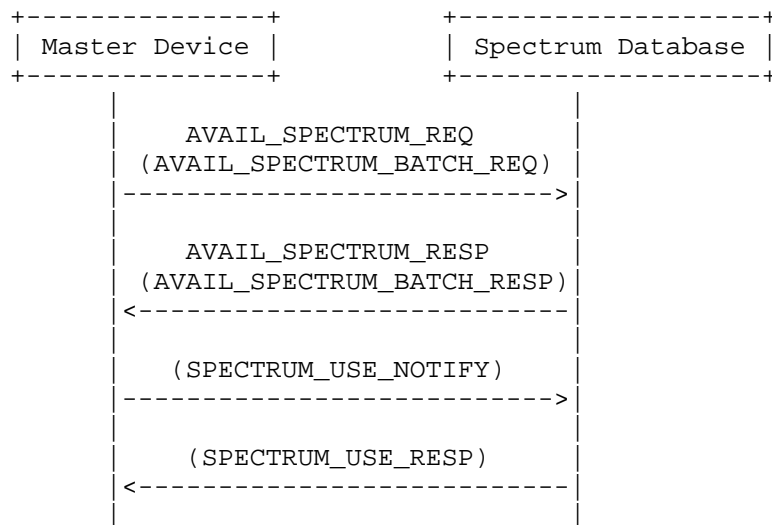 Master Device Spectrum Database
AVAIL_SPECTRUM_REQ
(AVAIL_SPECTRUM_BATCH_REQ)
AVAIL_SPECTRUM_RESP
(AVAIL_SPECTRUM_BATCH_RESP)
(SPECTRUM_USE_NOTIFY)
(SPECTRUM_USE_RESP)